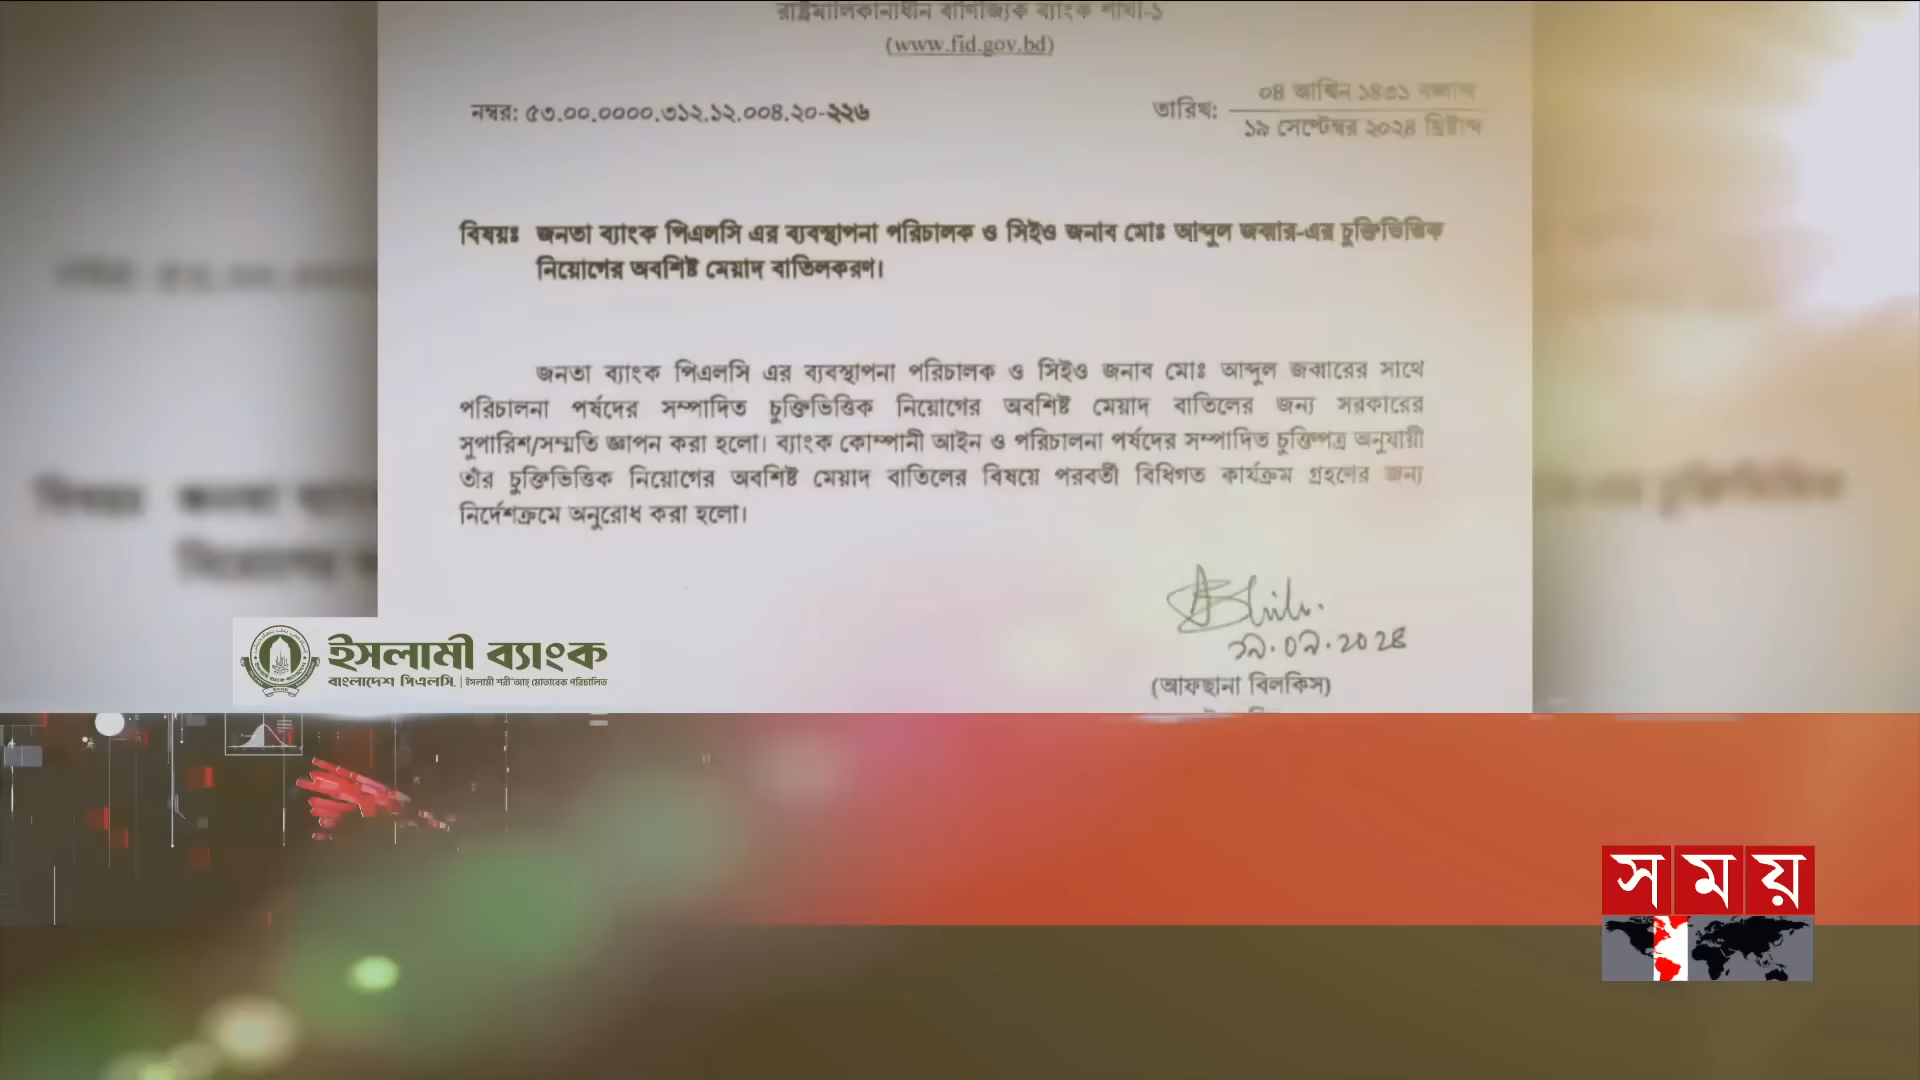 রাষ্ট্রমালিকানাধীন বাণিজ্যিক ব্যাংক শাখা-১
(www.fid.gov.bd)
নম্বর: ৫৩.০০.০০০০.৩১২.১২.০০৪.২০-২২৬
তারিখ:
০৪ আশ্বিন ১৪৩১ বঙ্গাব্দ
১৯ সেপ্টেম্বর ২০২৪ খ্রিষ্টাব্দ
বিষয়ঃ জনতা ব্যাংক পিএলসি এর ব্যবস্থাপনা পরিচালক ও সিইও জনাব মোঃ আব্দুল জব্বার-এর চুক্তিভিত্তিক
নিয়োগের অবশিষ্ট মেয়াদ বাতিলকরণ।
জনতা ব্যাংক পিএলসি এর ব্যবস্থাপনা পরিচালক ও সিইও জনাব মোঃ আব্দুল জব্বারের সাথে
পরিচালনা পর্ষদের সম্পাদিত চুক্তিভিত্তিক নিয়োগের অবশিষ্ট মেয়াদ বাতিলের জন্য সরকারের
সুপারিশ/সম্মতি জ্ঞাপন করা হলো। ব্যাংক কোম্পানী আইন ও পরিচালনা পর্ষদের সম্পাদিত চুক্তিপত্র অনুযায়ী
তাঁর চুক্তিভিত্তিক নিয়োগের অবশিষ্ট মেয়াদ বাতিলের বিষয়ে পরবর্তী বিধিগত কার্যক্রম গ্রহণের জন্য
নির্দেশক্রমে অনুরোধ করা হলো।
১৯.০৯.২০২৪
(আফছানা বিলকিস)
ইসলামী ব্যাংক
বাংলাদেশ পিএলসি. | ইসলামী শরী'আহ্ মোতাবেক পরিচালিত
সময়